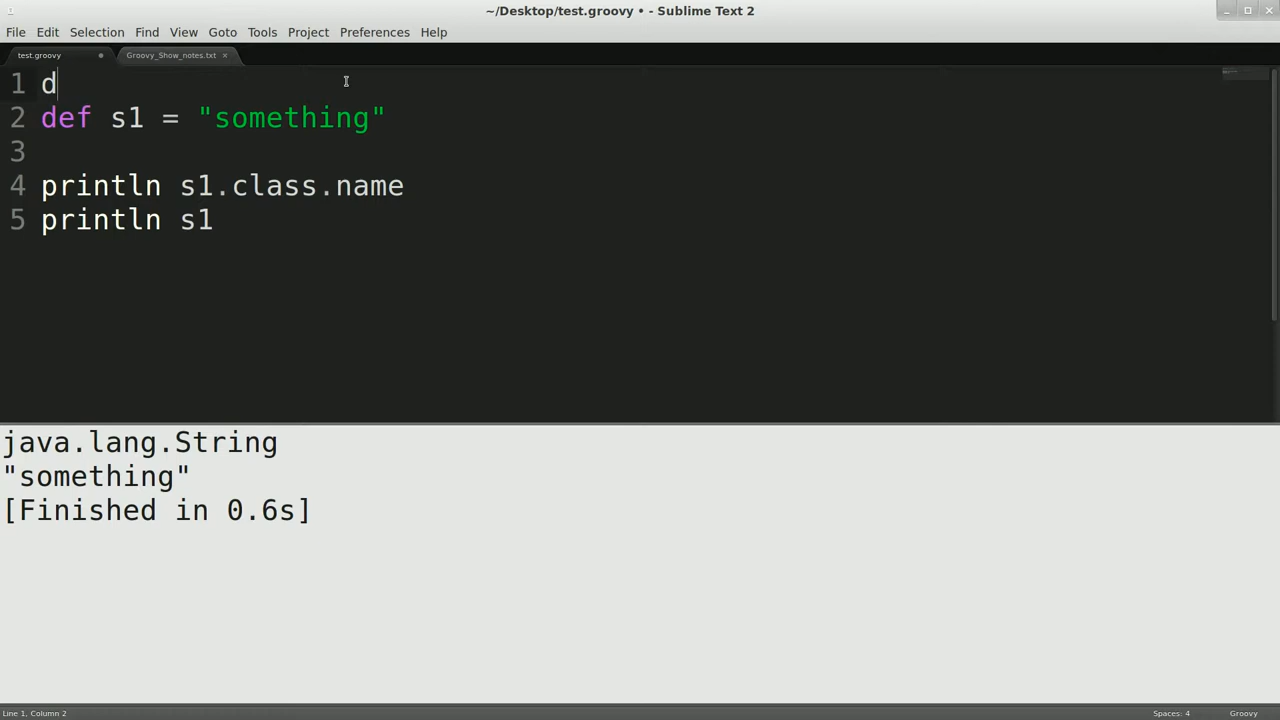 ~/Desktop/test.groovy • - Sublime Text 2
File Edit Selection Find View Goto Tools Project Preferences Help
test.groovy Groovy_Show_notes.txt ×
1 d
2 def s1 = "something"
3
4 println s1.class.name
5 println s1
java.lang.String
"something"
[Finished in 0.6s]
Line 1, Column 2 Spaces: 4 Groovy